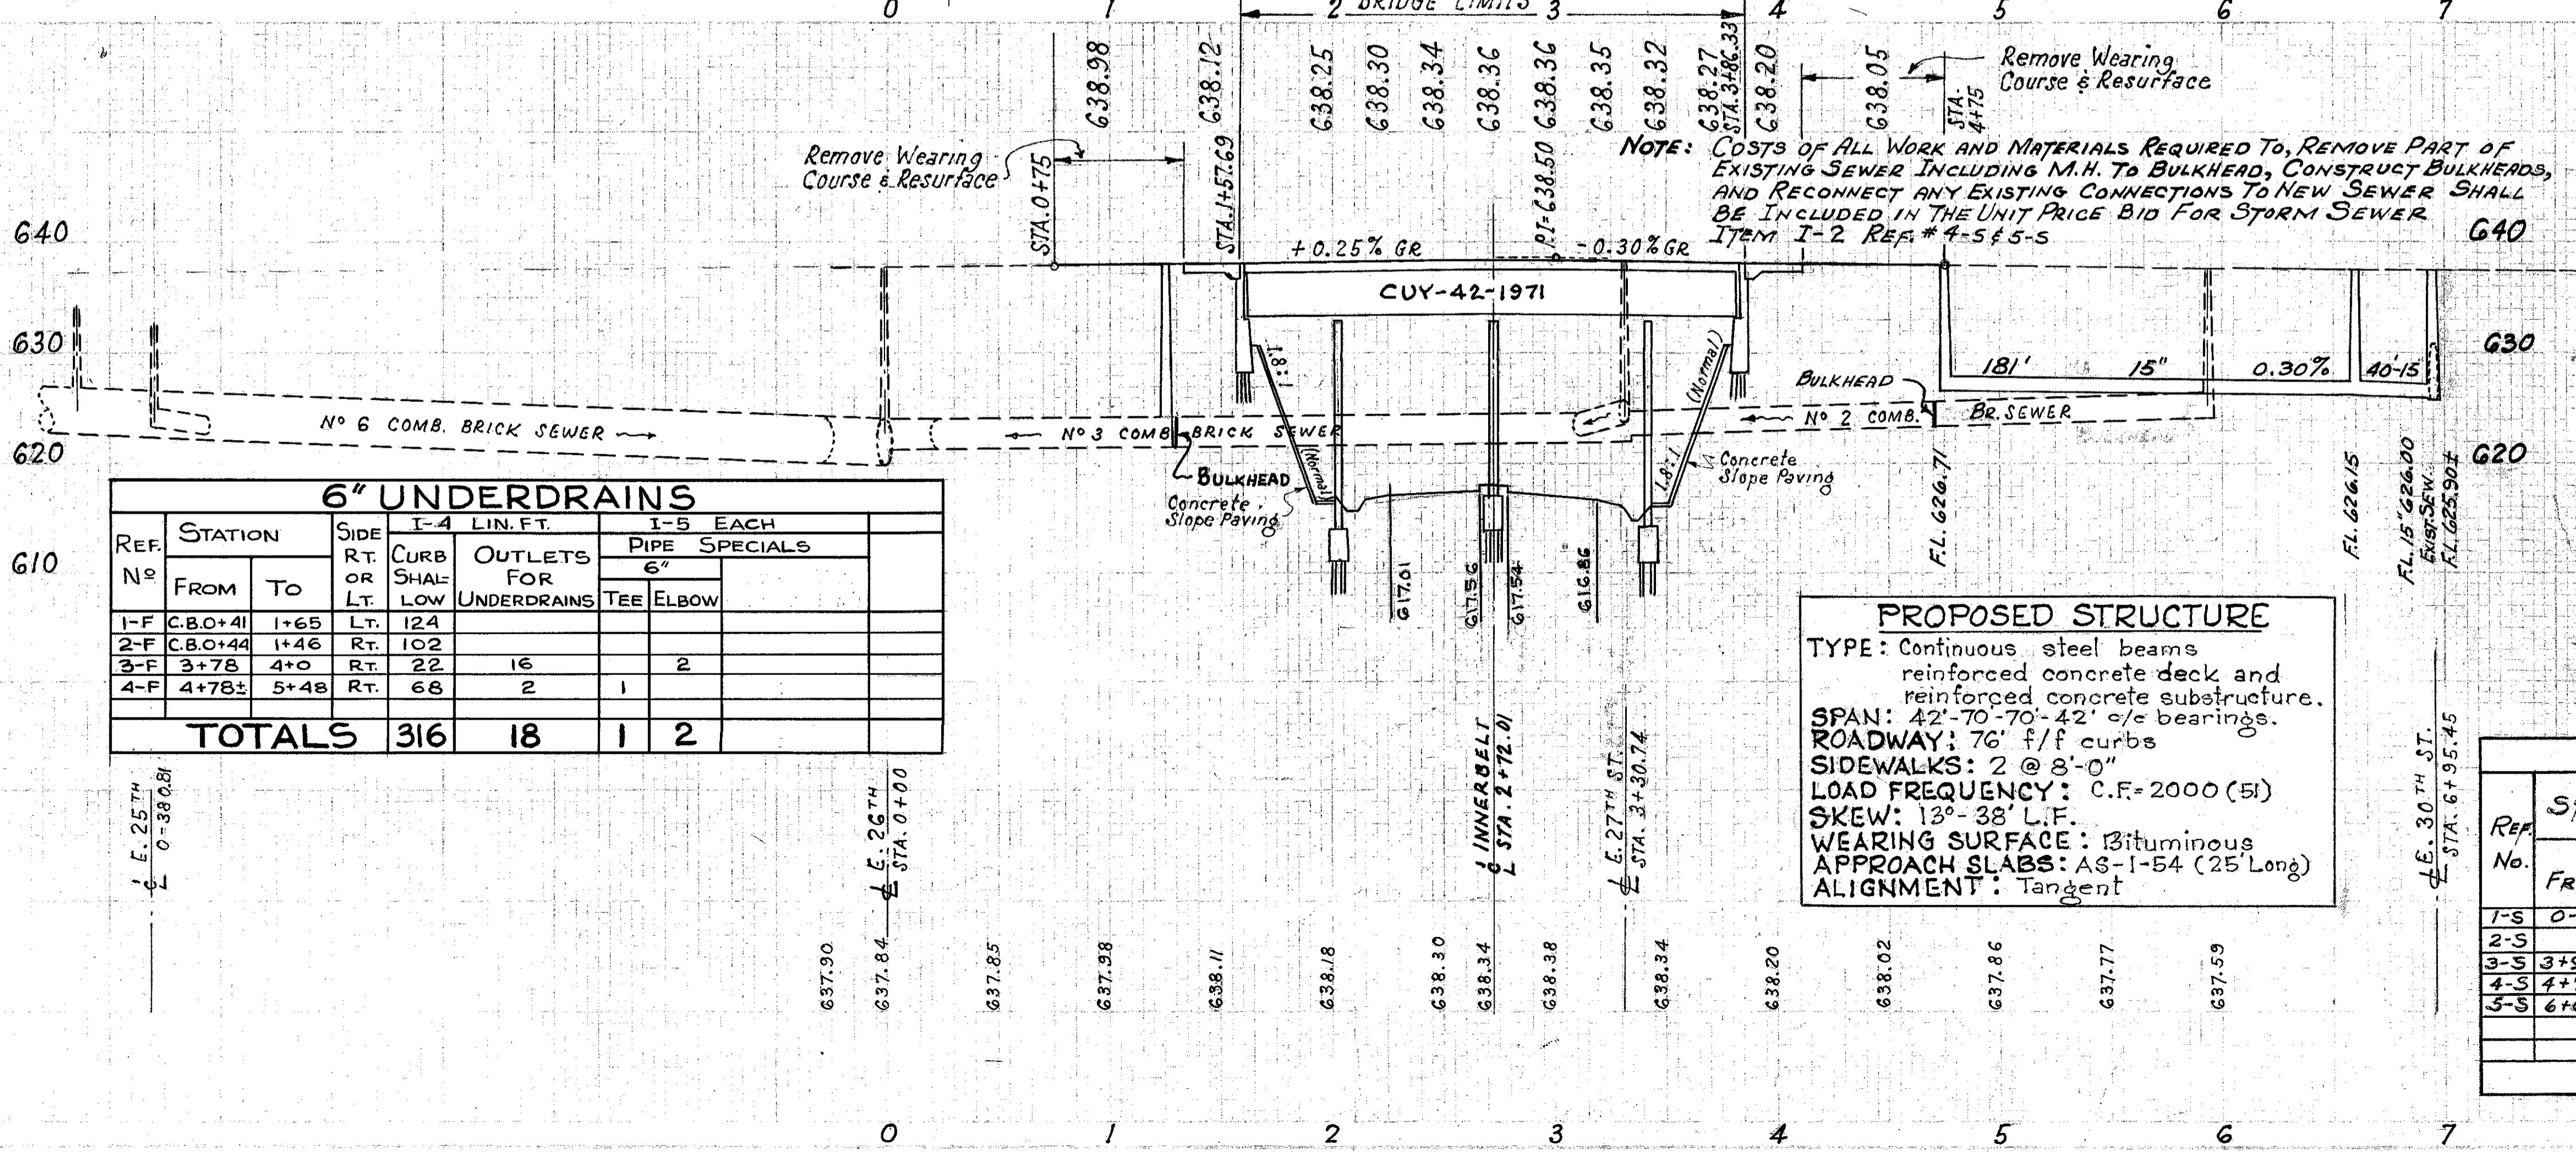 0 1 2 BRIDGE LIMITS 3 4 5 6 7
638.98
638.12
638.25
638.30
638.34
638.36
638.36
638.35
638.32
638.27
STA. 3+86.33
638.20
638.05
STA. 4+75
Remove Wearing
Course & Resurface
Remove Wearing
Course & Resurface
STA. 0+75
STA. 1+57.69
P.I. = 638.50
NOTE: COSTS OF ALL WORK AND MATERIALS REQUIRED TO, REMOVE PART OF
EXISTING SEWER INCLUDING M.H. TO BULKHEAD, CONSTRUCT BULKHEADS,
AND RECONNECT ANY EXISTING CONNECTIONS TO NEW SEWER SHALL
BE INCLUDED IN THE UNIT PRICE BID FOR STORM SEWER
ITEM I-2 REF. # 4-S & 5-S
640
640
+0.25% GR
-0.30% GR
CUY-42-1971
630
630
1.8:1
(Normal)
181' 15" 0.30% 40'-15"
BULKHEAD
Nº 6 COMB. BRICK SEWER
Nº 3 COMB. BRICK SEWER
Nº 2 COMB. BR. SEWER
620
620
BULKHEAD
Concrete
Slope Paving
(Normal)
1.8:1
Concrete
Slope Paving
F.L. 626.71
F.L. 626.15
F.L. 15" 626.00
EXIST. SEW.
F.L. 625.90±
610
617.01
617.56
617.54
616.86
6" UNDERDRAINS
REF. Nº STATION SIDE RT. OR LT. I-4 LIN. FT. I-5 EACH
FROM TO CURB SHAL-LOW OUTLETS FOR UNDERDRAINS PIPE SPECIALS
6"
TEE ELBOW
1-F C.B.0+41 1+65 LT. 124
2-F C.B.0+44 1+46 RT. 102
3-F 3+78 4+0 RT. 22 16 2
4-F 4+78± 5+48 RT. 68 2 1
TOTALS 316 18 1 2
PROPOSED STRUCTURE
TYPE: Continuous steel beams
reinforced concrete deck and
reinforced concrete substructure.
SPAN: 42'-70'-70'-42' c/c bearings.
ROADWAY: 76' f/f curbs
SIDEWALKS: 2 @ 8'-0"
LOAD FREQUENCY: C.F.=2000 (51)
SKEW: 13°-38' L.F.
WEARING SURFACE: Bituminous
APPROACH SLABS: AS-1-54 (25' Long)
ALIGNMENT: Tangent
℄ E. 25TH
0-380.81
℄ E. 26TH
STA. 0+00
℄ INNERBELT
STA. 2+72.01
℄ E. 27TH ST.
STA. 3+30.74
℄ E. 30TH ST.
STA. 6+95.45
REF. No.
1-S
2-S
3-S
4-S
5-S
637.90
637.84
637.85
637.98
638.11
638.18
638.30
638.34
638.38
638.34
638.20
638.02
637.86
637.77
637.59
0 1 2 3 4 5 6 7